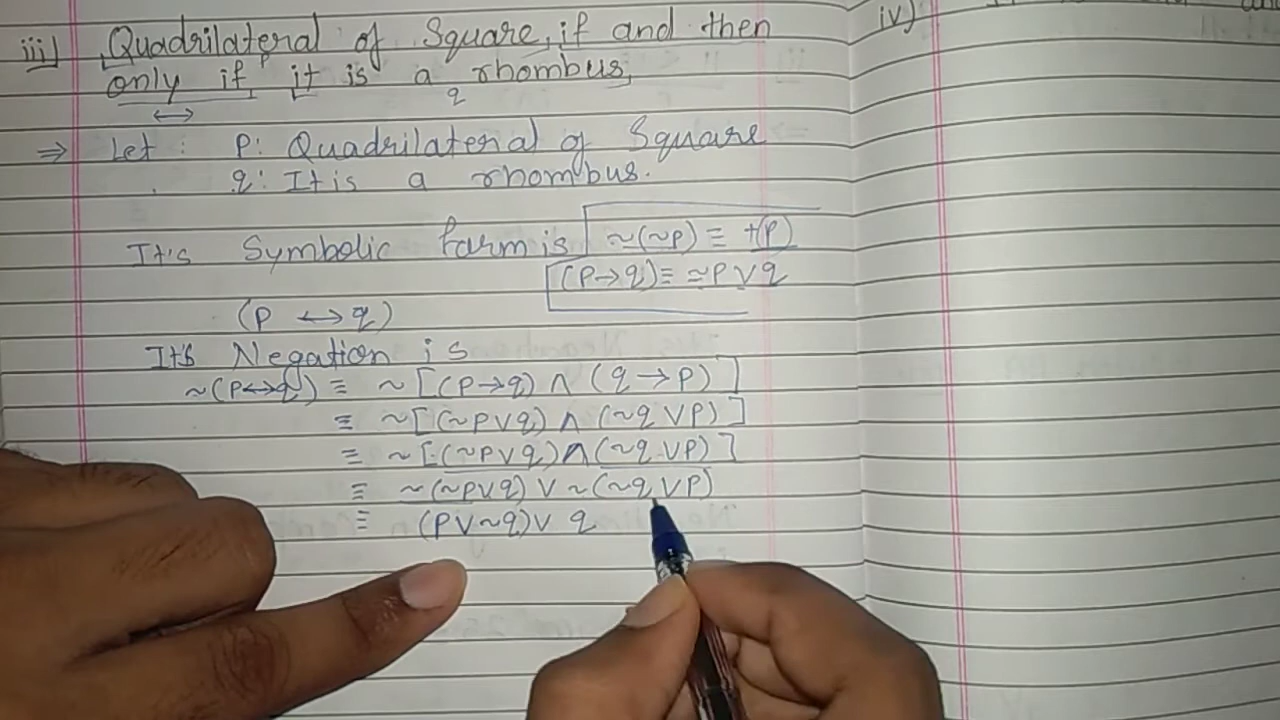 iii) Quadrilateral of Square, if and then
only if it is a rhombus,
p
q
↔
⇒ Let : P: Quadrilateral of Square
q: It is a rhombus.
It's Symbolic farm is ~(~p) ≡ +(p)
(P→q) ≡ ~P∨q
(P ↔ q)
It's Negation is
~(P↔q) ≡ ~[(P→q) ∧ (q→P)]
≡ ~[(~P∨q) ∧ (~q∨P)]
≡ ~[(~P∨q)∧(~q∨P)]
≡ ~(~P∨q) ∨ ~(~q∨P)
≡ (P∨~q)∨ q
iv)